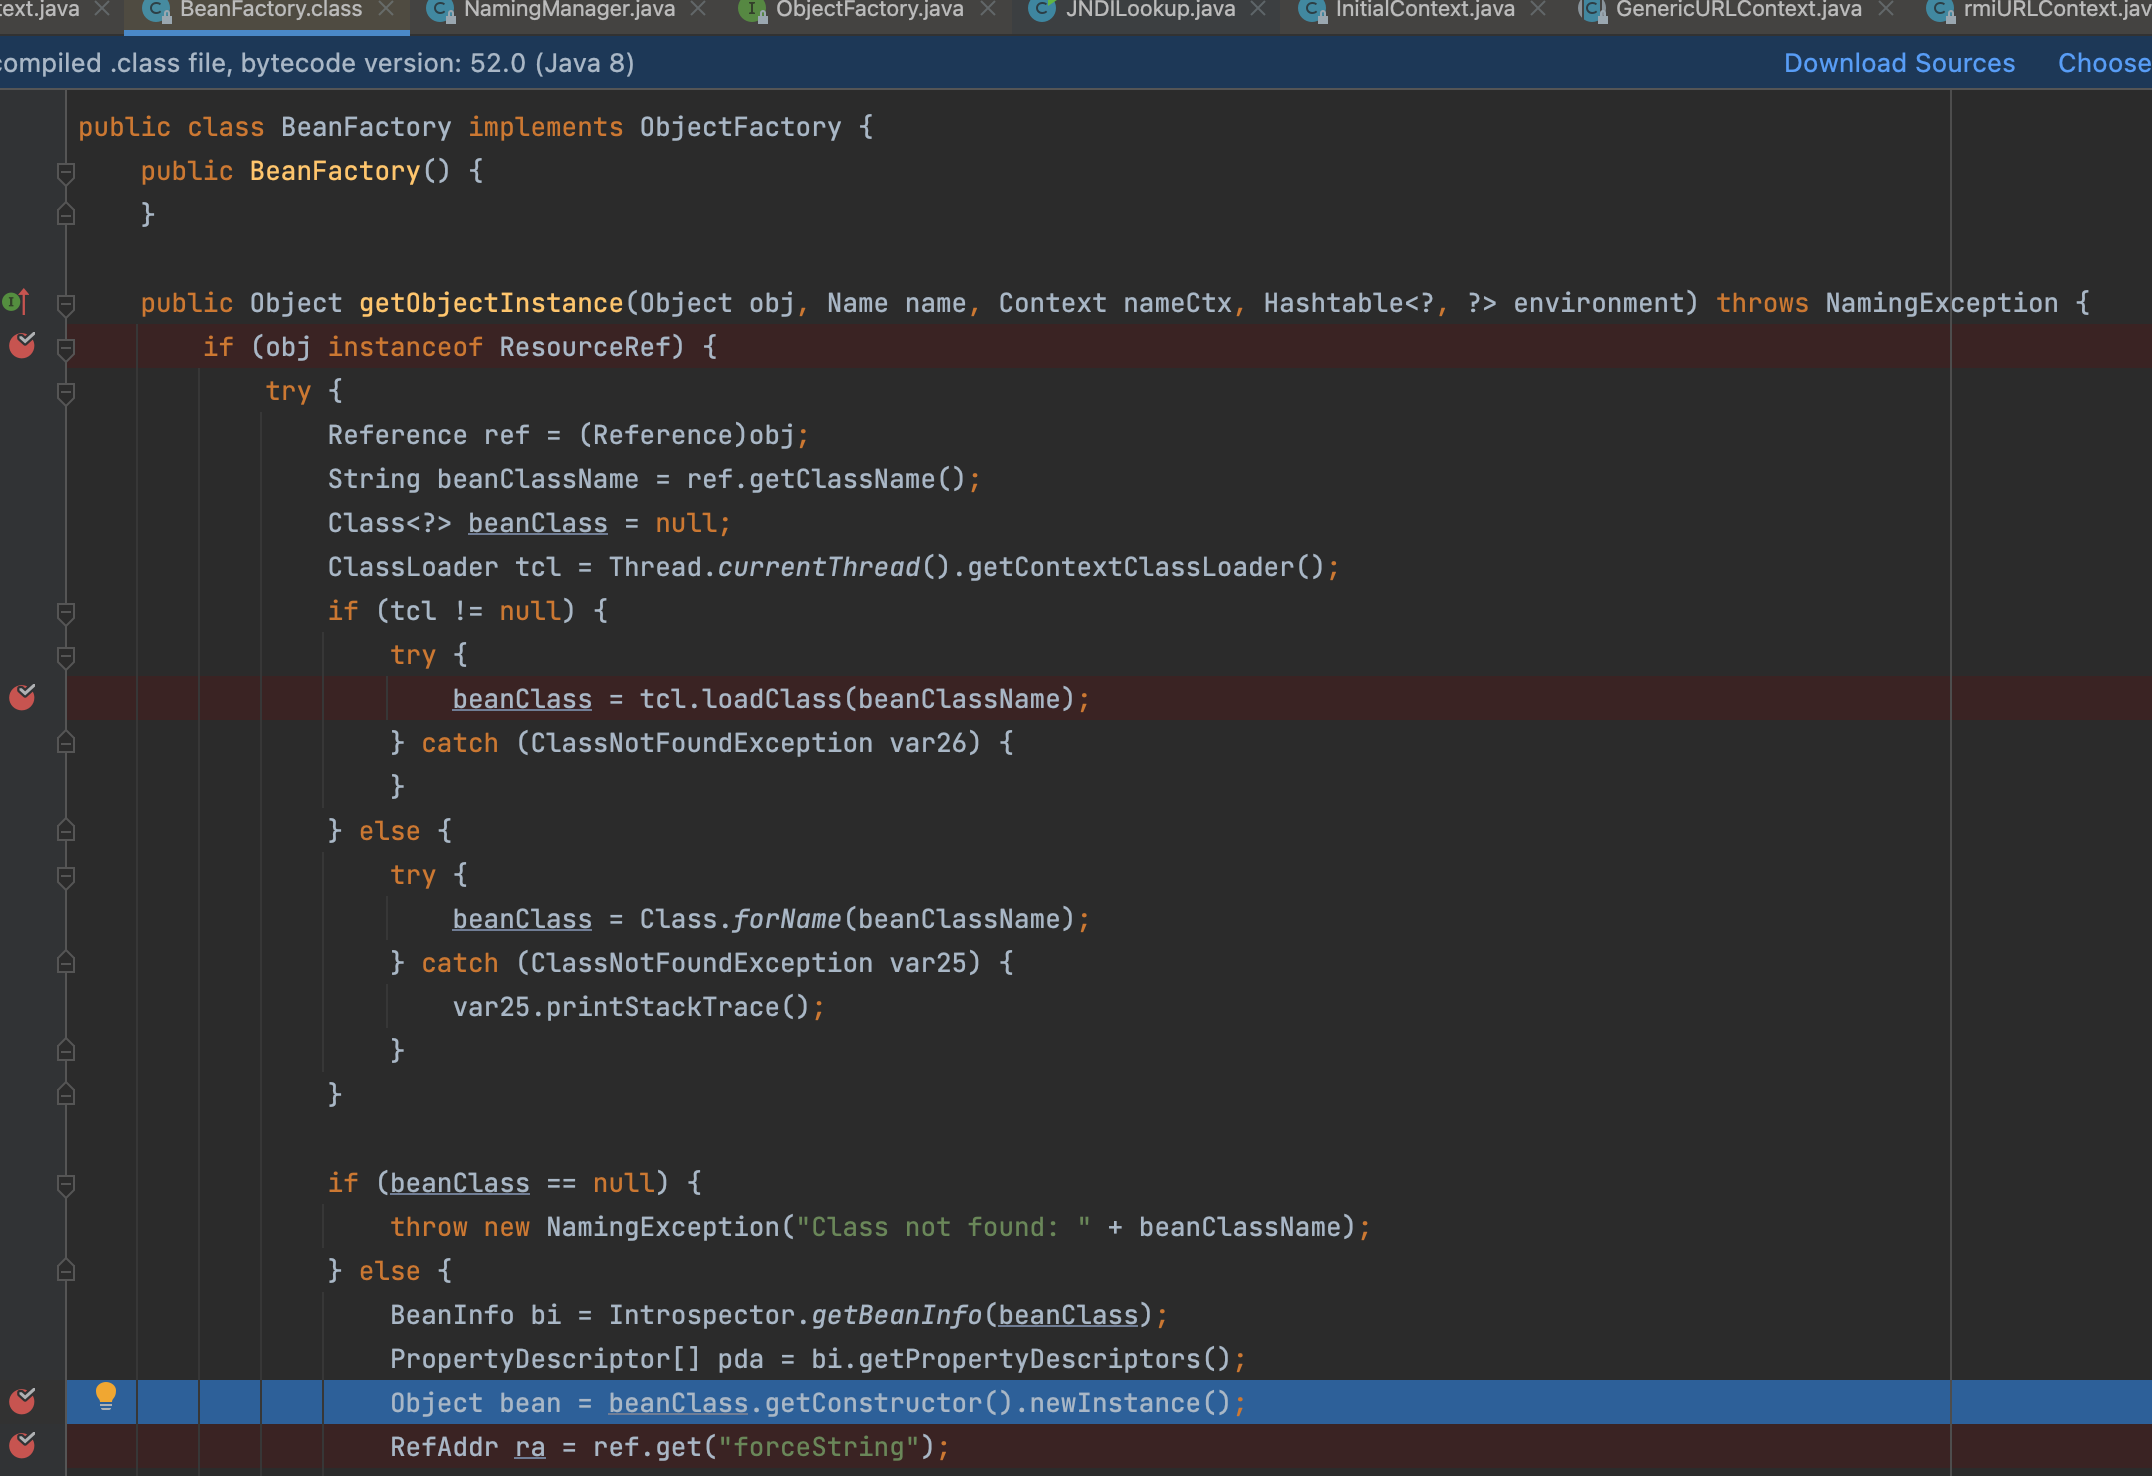 text.java BeanFactory.class NamingManager.java ObjectFactory.java JNDILookup.java InitialContext.java GenericURLContext.java rmiURLContext.jav
compiled .class file, bytecode version: 52.0 (Java 8) Download Sources Choose
public class BeanFactory implements ObjectFactory {
    public BeanFactory() {
    }
    public Object getObjectInstance(Object obj, Name name, Context nameCtx, Hashtable<?, ?> environment) throws NamingException {
        if (obj instanceof ResourceRef) {
            try {
                Reference ref = (Reference)obj;
                String beanClassName = ref.getClassName();
                Class<?> beanClass = null;
                ClassLoader tcl = Thread.currentThread().getContextClassLoader();
                if (tcl != null) {
                    try {
                        beanClass = tcl.loadClass(beanClassName);
                    } catch (ClassNotFoundException var26) {
                    }
                } else {
                    try {
                        beanClass = Class.forName(beanClassName);
                    } catch (ClassNotFoundException var25) {
                        var25.printStackTrace();
                    }
                }
                if (beanClass == null) {
                    throw new NamingException("Class not found: " + beanClassName);
                } else {
                    BeanInfo bi = Introspector.getBeanInfo(beanClass);
                    PropertyDescriptor[] pda = bi.getPropertyDescriptors();
                    Object bean = beanClass.getConstructor().newInstance();
                    RefAddr ra = ref.get("forceString");